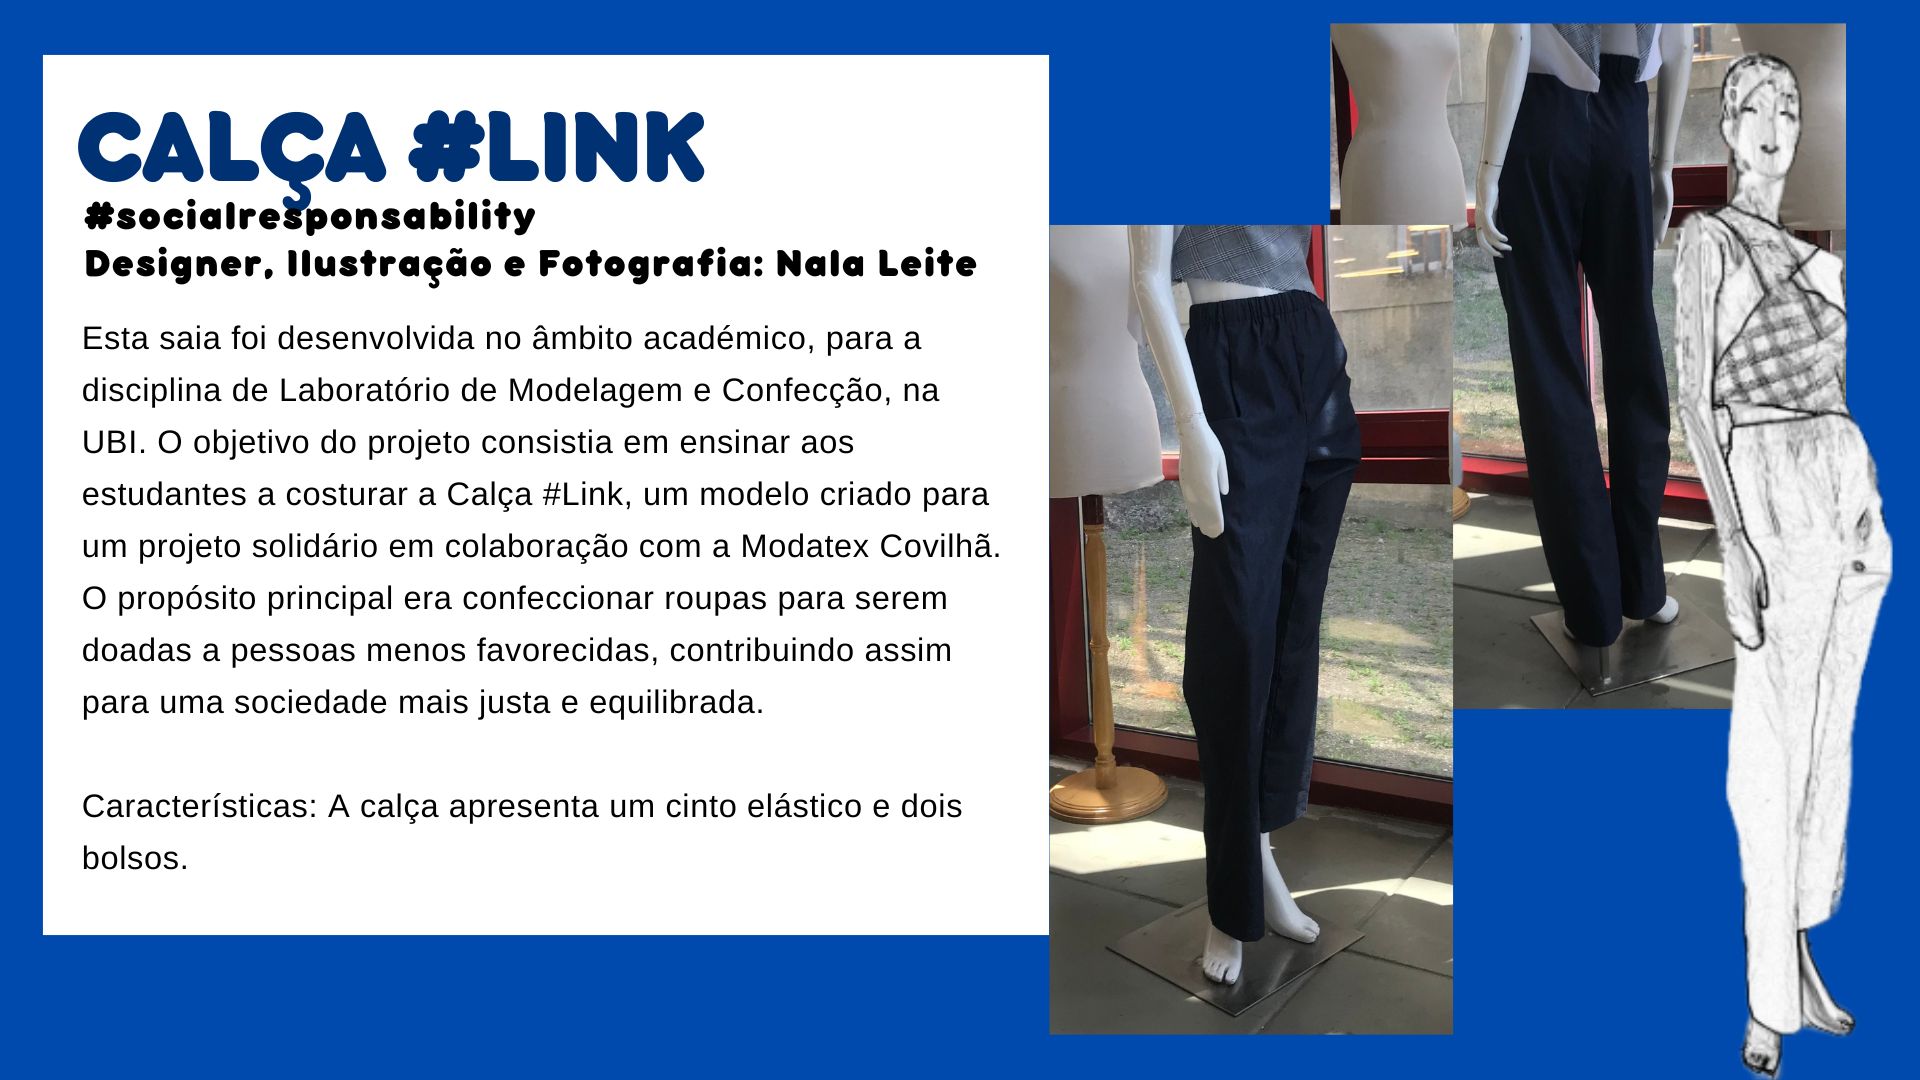 CALÇA #LINK
#socialresponsability
Designer, Ilustração e Fotografia: Nala Leite
Esta saia foi desenvolvida no âmbito académico, para a
disciplina de Laboratório de Modelagem e Confecção, na
UBI. O objetivo do projeto consistia em ensinar aos
estudantes a costurar a Calça #Link, um modelo criado para
um projeto solidário em colaboração com a Modatex Covilhã.
O propósito principal era confeccionar roupas para serem
doadas a pessoas menos favorecidas, contribuindo assim
para uma sociedade mais justa e equilibrada.
Características: A calça apresenta um cinto elástico e dois
bolsos.